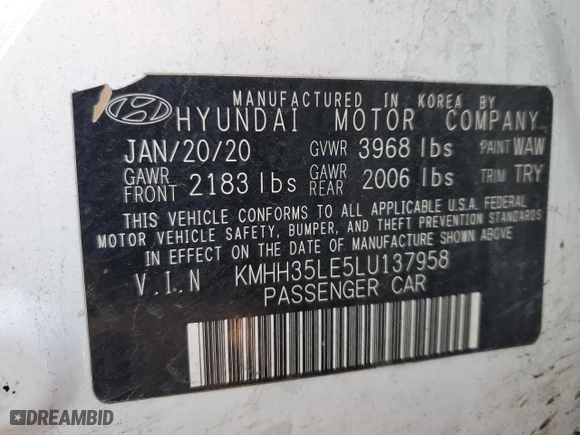 MANUFACTURED IN KOREA BY
HYUNDAI MOTOR COMPANY
JAN/20/20 GVWR 3968 lbs PAINT WAW
GAWR FRONT 2183 lbs GAWR REAR 2006 lbs TRIM TRY
THIS VEHICLE CONFORMS TO ALL APPLICABLE U.S.A. FEDERAL
MOTOR VEHICLE SAFETY, BUMPER, AND THEFT PREVENTION STANDARDS
IN EFFECT ON THE DATE OF MANUFACTURE SHOWN ABOVE.
V.I.N KMHH35LE5LU137958
PASSENGER CAR
DREAMBID